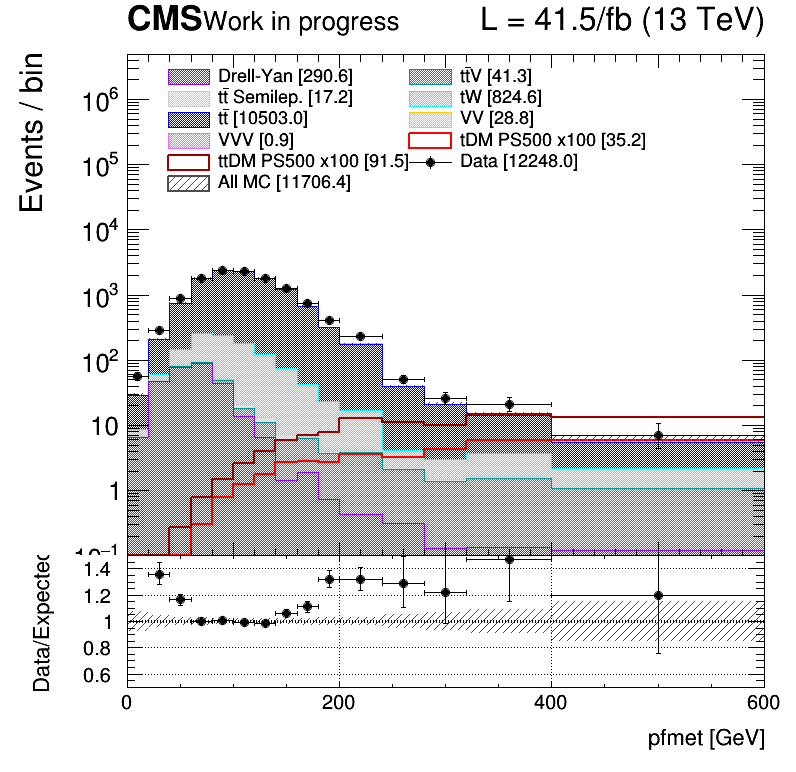 CMS Work in progress L = 41.5/fb (13 TeV)
Events / bin
Drell-Yan [290.6] tt̄V [41.3]
tt̄ Semilep. [17.2] tW [824.6]
tt̄ [10503.0] VV [28.8]
VVV [0.9] tDM PS500 x100 [35.2]
ttDM PS500 x100 [91.5] Data [12248.0]
All MC [11706.4]
10⁶
10⁵
10⁴
10³
10²
10
1
10⁻¹
Data/Expected
1.4
1.2
1
0.8
0.6
0 200 400 600
pfmet [GeV]